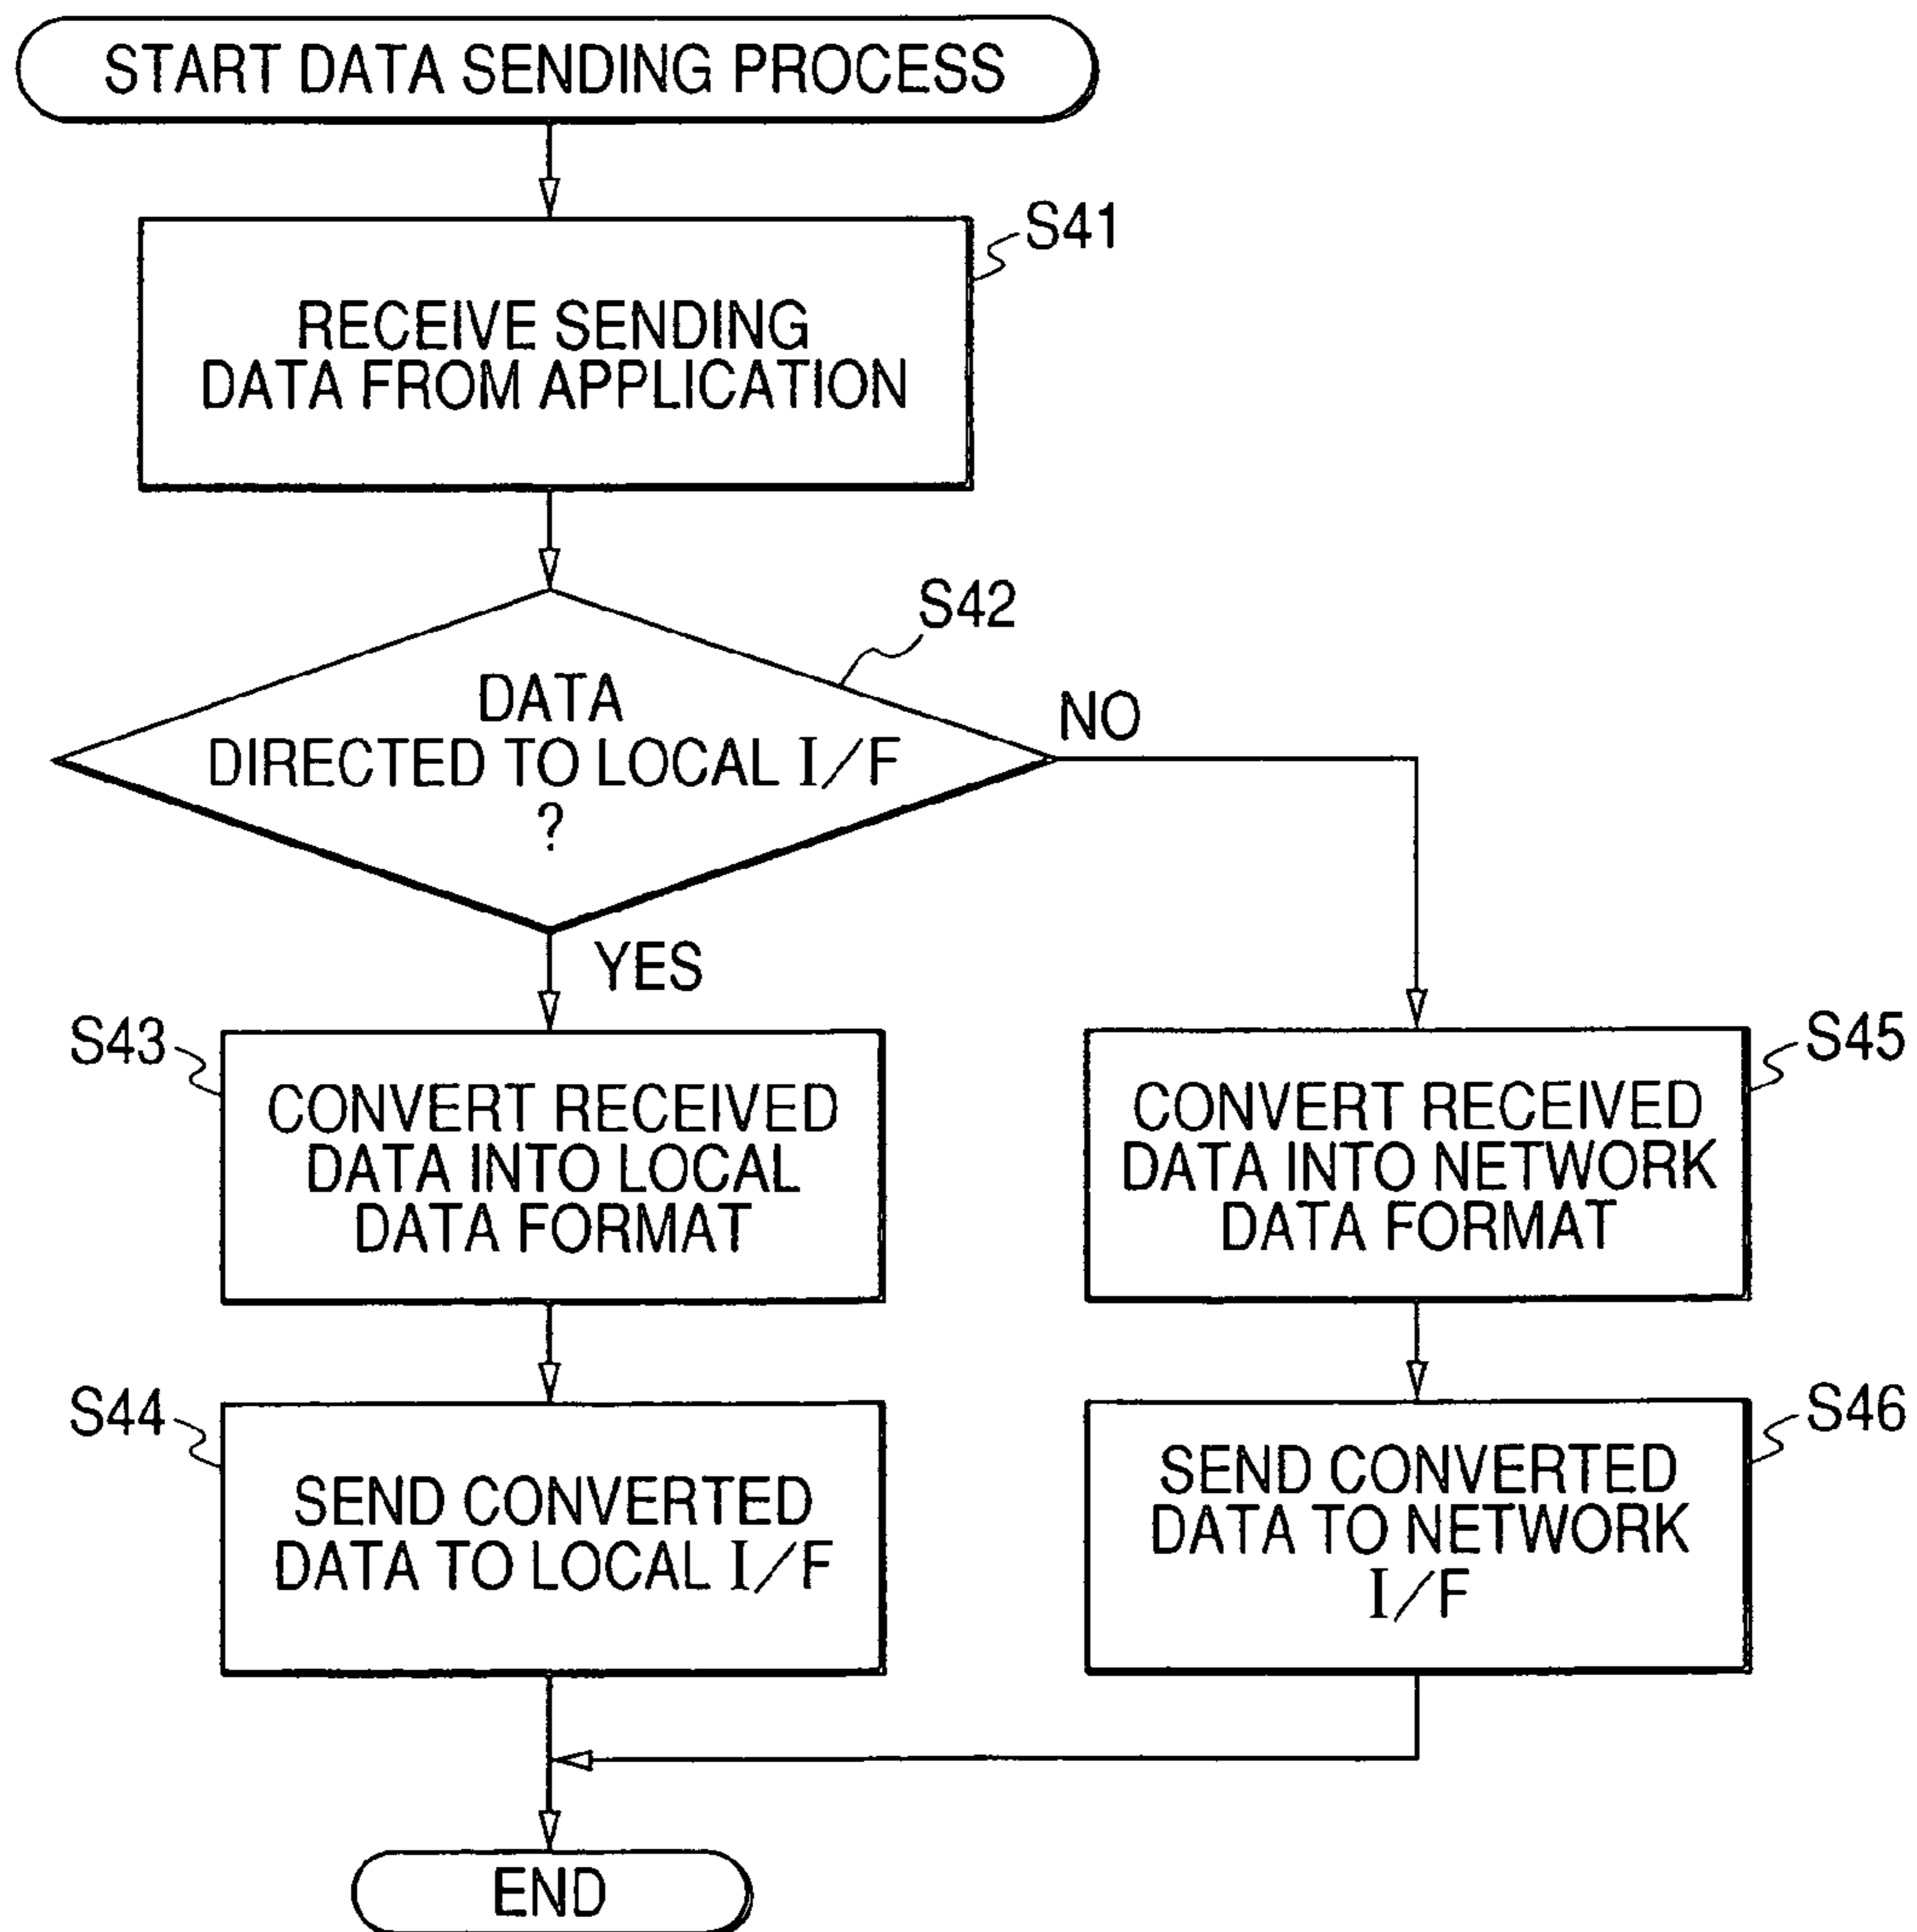 START DATA SENDING PROCESS
S41
RECEIVE SENDING
DATA FROM APPLICATION
S42
DATA
DIRECTED TO LOCAL I/F
?
NO
YES
S43
CONVERT RECEIVED
DATA INTO LOCAL
DATA FORMAT
S45
CONVERT RECEIVED
DATA INTO NETWORK
DATA FORMAT
S44
SEND CONVERTED
DATA TO LOCAL I/F
S46
SEND CONVERTED
DATA TO NETWORK
I/F
END